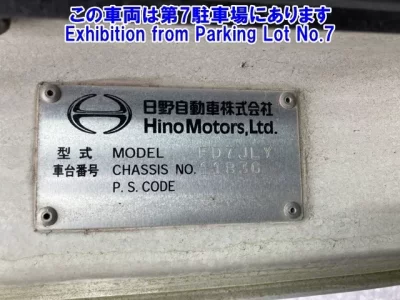 この車両は第7駐車場にあります
Exhibition from Parking Lot No.7
日野自動車株式会社
Hino Motors, Ltd.
型式 MODEL FD7JLY
車台番号 CHASSIS NO. 11836
P.S.CODE